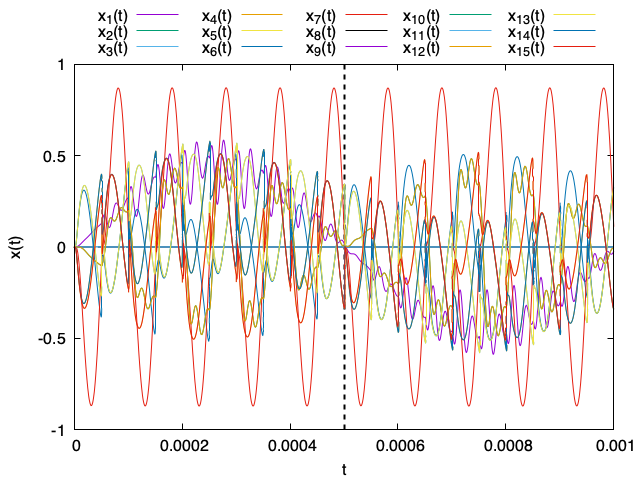 x₁(t) x₄(t) x₇(t) x₁₀(t) x₁₃(t)
x₂(t) x₅(t) x₈(t) x₁₁(t) x₁₄(t)
x₃(t) x₆(t) x₉(t) x₁₂(t) x₁₅(t)
1
0.5
0
-0.5
-1
x(t)
0 0.0002 0.0004 0.0006 0.0008 0.001
t